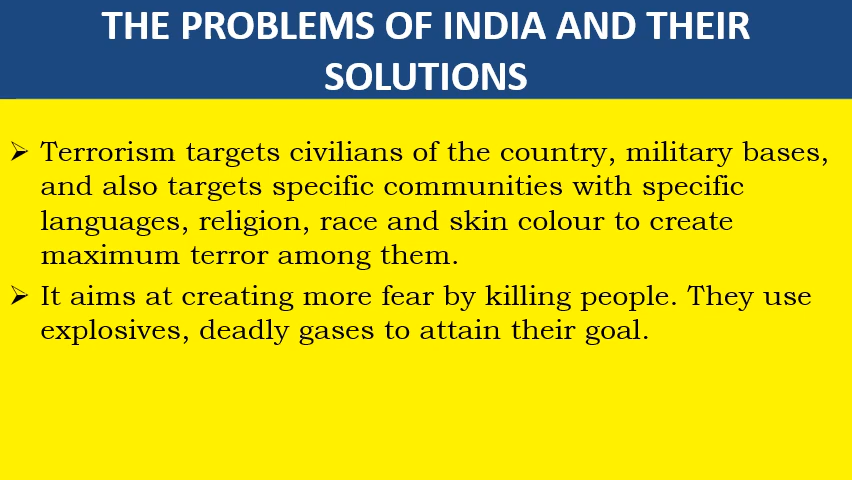 THE PROBLEMS OF INDIA AND THEIR
SOLUTIONS
➢ Terrorism targets civilians of the country, military bases,
and also targets specific communities with specific
languages, religion, race and skin colour to create
maximum terror among them.
➢ It aims at creating more fear by killing people. They use
explosives, deadly gases to attain their goal.